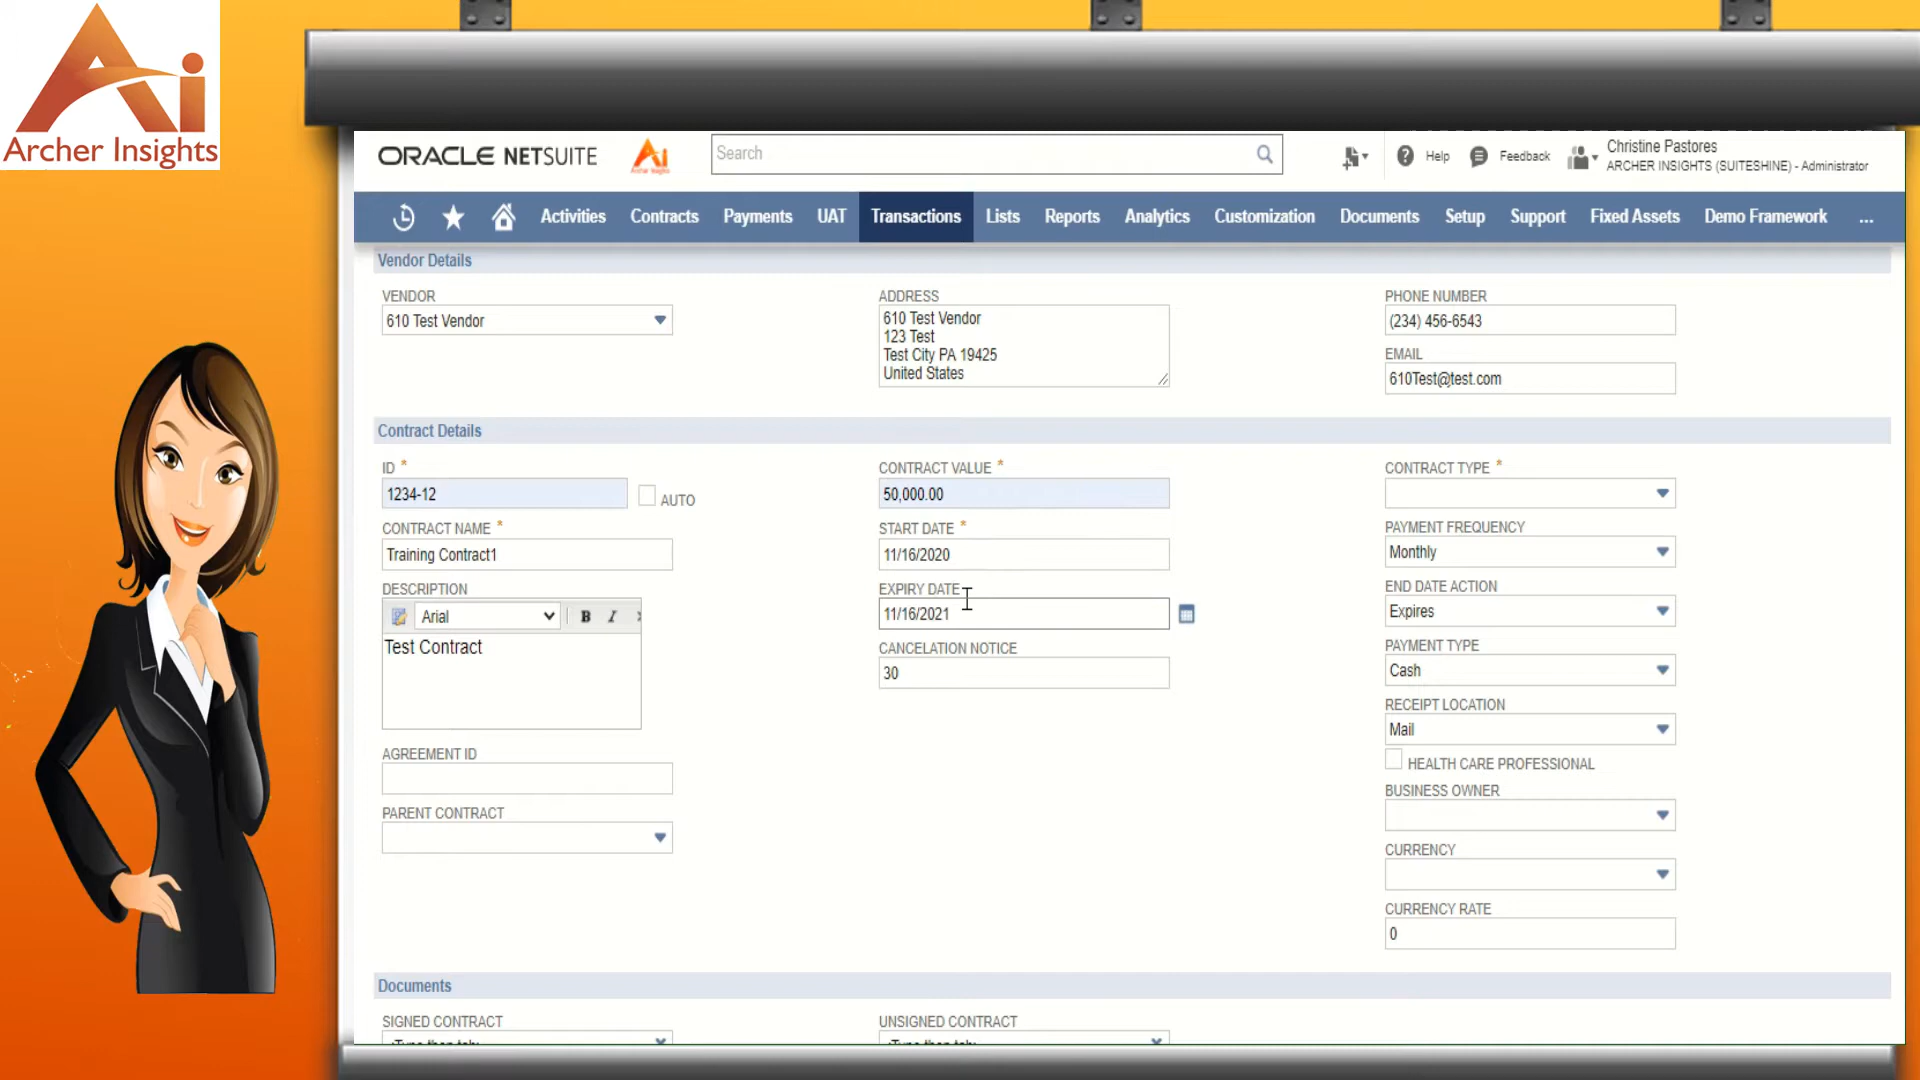 Ai
Archer Insights
ORACLE NETSUITE
Ai
Search
Help
Feedback
Christine Pastores
ARCHER INSIGHTS (SUITESHINE) - Administrator
Activities
Contracts
Payments
UAT
Transactions
Lists
Reports
Analytics
Customization
Documents
Setup
Support
Fixed Assets
Demo Framework
...
Vendor Details
VENDOR
610 Test Vendor
ADDRESS
610 Test Vendor
123 Test
Test City PA 19425
United States
PHONE NUMBER
(234) 456-6543
EMAIL
610Test@test.com
Contract Details
ID *
1234-12
AUTO
CONTRACT NAME *
Training Contract1
DESCRIPTION
Arial
B I
Test Contract
AGREEMENT ID
PARENT CONTRACT
CONTRACT VALUE *
50,000.00
START DATE *
11/16/2020
EXPIRY DATE
11/16/2021
CANCELATION NOTICE
30
CONTRACT TYPE *
PAYMENT FREQUENCY
Monthly
END DATE ACTION
Expires
PAYMENT TYPE
Cash
RECEIPT LOCATION
Mail
HEALTH CARE PROFESSIONAL
BUSINESS OWNER
CURRENCY
CURRENCY RATE
0
Documents
SIGNED CONTRACT
UNSIGNED CONTRACT